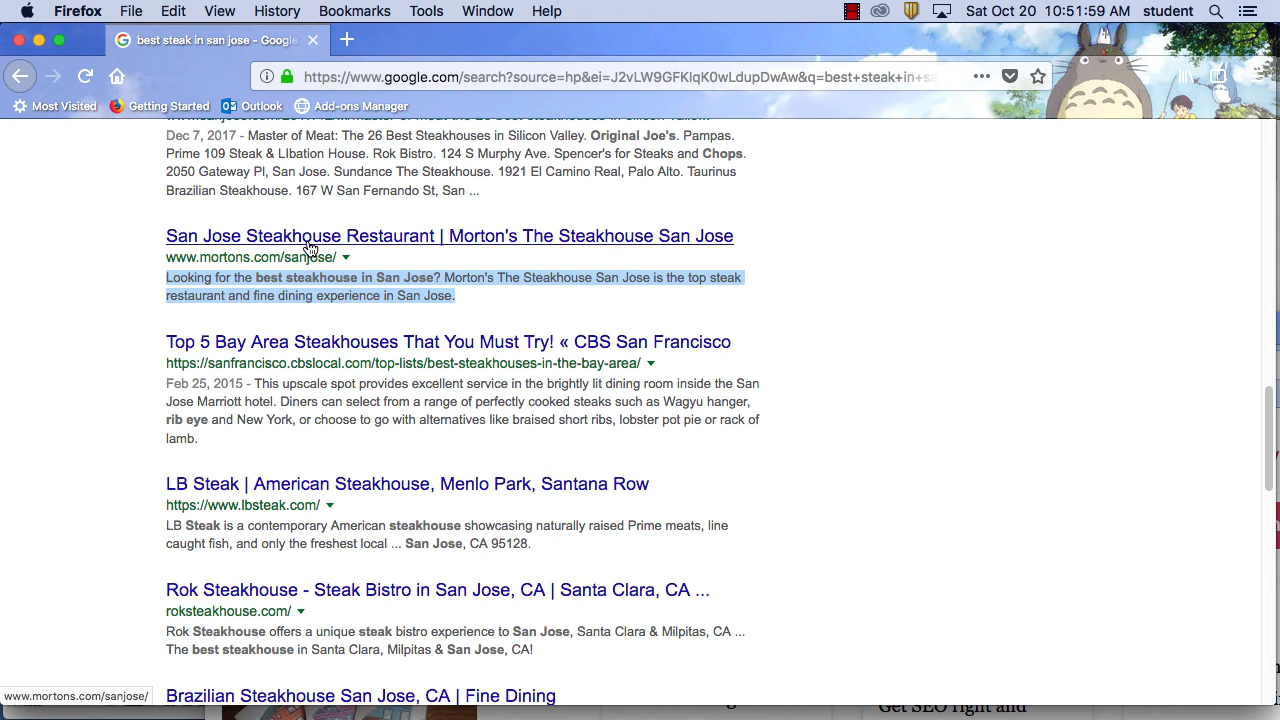 Firefox File Edit View History Bookmarks Tools Window Help Sat Oct 20 10:51:59 AM student
best steak in san jose - Google
https://www.google.com/search?source=hp&ei=J2vLW9GFKlqK0wLdupDwAw&q=best+steak+in+sa
Most Visited Getting Started Outlook Add-ons Manager
Dec 7, 2017 - Master of Meat: The 26 Best Steakhouses in Silicon Valley. Original Joe's. Pampas.
Prime 109 Steak & LIbation House. Rok Bistro. 124 S Murphy Ave. Spencer's for Steaks and Chops.
2050 Gateway Pl, San Jose. Sundance The Steakhouse. 1921 El Camino Real, Palo Alto. Taurinus
Brazilian Steakhouse. 167 W San Fernando St, San ...
San Jose Steakhouse Restaurant | Morton's The Steakhouse San Jose
www.mortons.com/sanjose/
Looking for the best steakhouse in San Jose? Morton's The Steakhouse San Jose is the top steak
restaurant and fine dining experience in San Jose.
Top 5 Bay Area Steakhouses That You Must Try! « CBS San Francisco
https://sanfrancisco.cbslocal.com/top-lists/best-steakhouses-in-the-bay-area/
Feb 25, 2015 - This upscale spot provides excellent service in the brightly lit dining room inside the San
Jose Marriott hotel. Diners can select from a range of perfectly cooked steaks such as Wagyu hanger,
rib eye and New York, or choose to go with alternatives like braised short ribs, lobster pot pie or rack of
lamb.
LB Steak | American Steakhouse, Menlo Park, Santana Row
https://www.lbsteak.com/
LB Steak is a contemporary American steakhouse showcasing naturally raised Prime meats, line
caught fish, and only the freshest local ... San Jose, CA 95128.
Rok Steakhouse - Steak Bistro in San Jose, CA | Santa Clara, CA ...
roksteakhouse.com/
Rok Steakhouse offers a unique steak bistro experience to San Jose, Santa Clara & Milpitas, CA ...
The best steakhouse in Santa Clara, Milpitas & San Jose, CA!
www.mortons.com/sanjose/
Brazilian Steakhouse San Jose, CA | Fine Dining
Get SEO right and